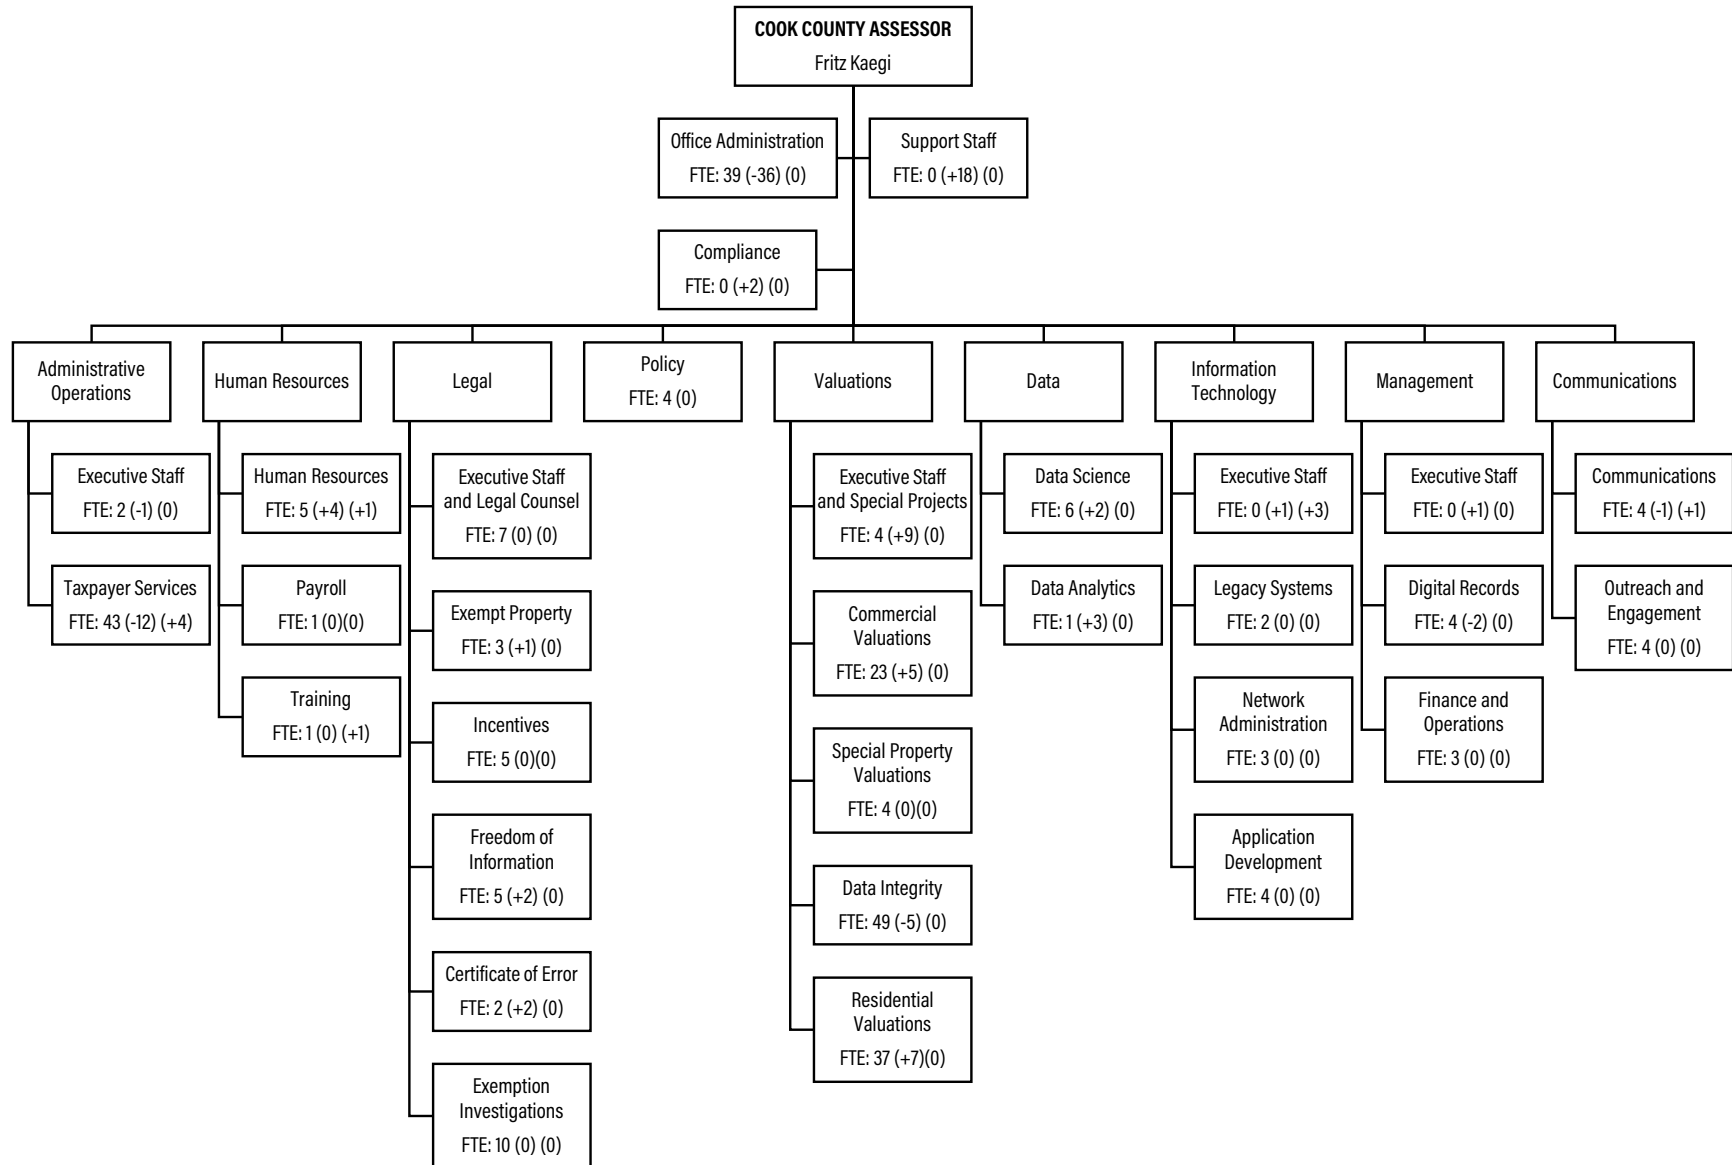 COOK COUNTY ASSESSOR
Fritz Kaegi
Office Administration
FTE: 39 (-36) (0)
Support Staff
FTE: 0 (+18) (0)
Compliance
FTE: 0 (+2) (0)
Administrative
Operations
Human Resources
Legal
Policy
FTE: 4 (0)
Valuations
Data
Information
Technology
Management
Communications
Executive Staff
FTE: 2 (-1) (0)
Taxpayer Services
FTE: 43 (-12) (+4)
Human Resources
FTE: 5 (+4) (+1)
Payroll
FTE: 1 (0)(0)
Training
FTE: 1 (0) (+1)
Executive Staff
and Legal Counsel
FTE: 7 (0) (0)
Exempt Property
FTE: 3 (+1) (0)
Incentives
FTE: 5 (0)(0)
Freedom of
Information
FTE: 5 (+2) (0)
Certificate of Error
FTE: 2 (+2) (0)
Exemption
Investigations
FTE: 10 (0) (0)
Executive Staff
and Special Projects
FTE: 4 (+9) (0)
Commercial
Valuations
FTE: 23 (+5) (0)
Special Property
Valuations
FTE: 4 (0)(0)
Data Integrity
FTE: 49 (-5) (0)
Residential
Valuations
FTE: 37 (+7)(0)
Data Science
FTE: 6 (+2) (0)
Data Analytics
FTE: 1 (+3) (0)
Executive Staff
FTE: 0 (+1) (+3)
Legacy Systems
FTE: 2 (0) (0)
Network
Administration
FTE: 3 (0) (0)
Application
Development
FTE: 4 (0) (0)
Executive Staff
FTE: 0 (+1) (0)
Digital Records
FTE: 4 (-2) (0)
Finance and
Operations
FTE: 3 (0) (0)
Communications
FTE: 4 (-1) (+1)
Outreach and
Engagement
FTE: 4 (0) (0)